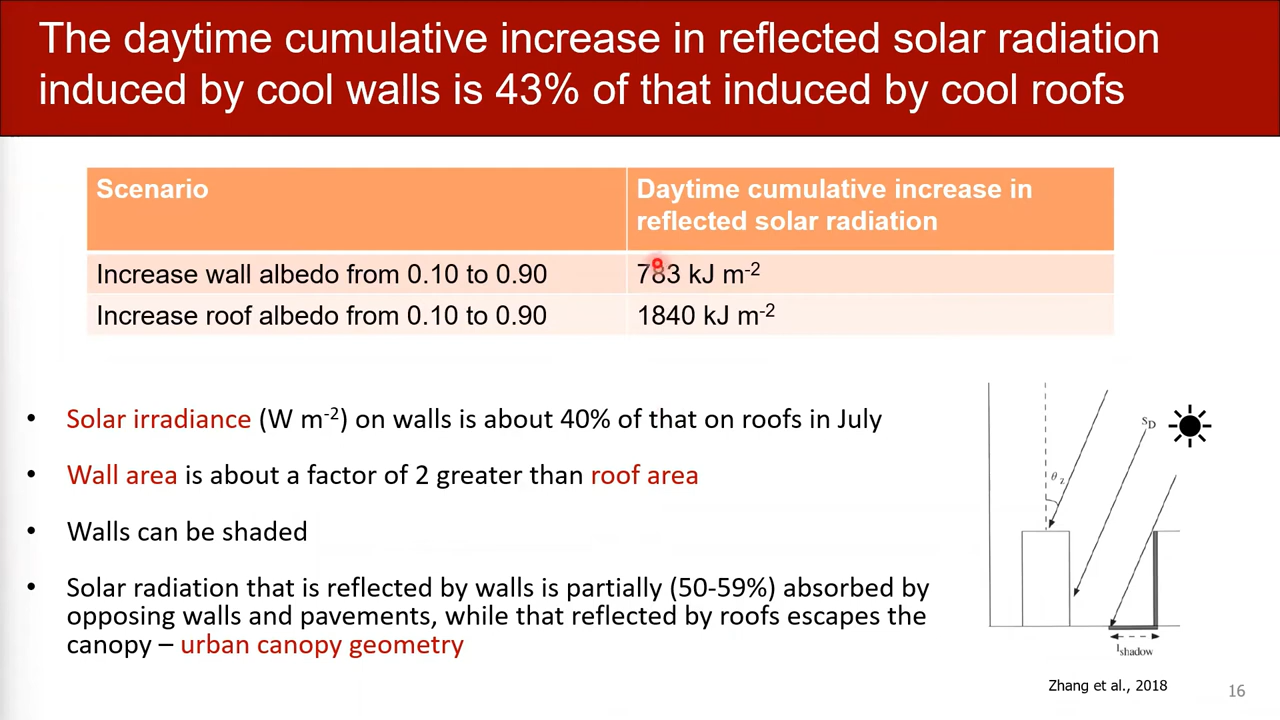 The daytime cumulative increase in reflected solar radiation
induced by cool walls is 43% of that induced by cool roofs
Scenario
Daytime cumulative increase in
reflected solar radiation
Increase wall albedo from 0.10 to 0.90
783 kJ m-2
Increase roof albedo from 0.10 to 0.90
1840 kJ m-2
• Solar irradiance (W m-2) on walls is about 40% of that on roofs in July
• Wall area is about a factor of 2 greater than roof area
• Walls can be shaded
• Solar radiation that is reflected by walls is partially (50-59%) absorbed by
opposing walls and pavements, while that reflected by roofs escapes the
canopy – urban canopy geometry
SD
θz
lshadow
Zhang et al., 2018
16